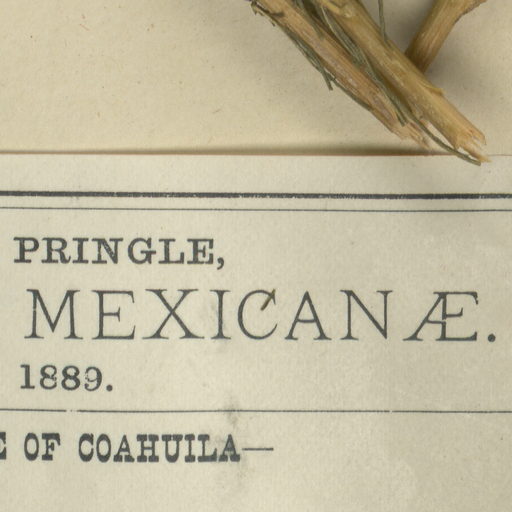 PRINGLE,
MEXICANÆ.
1889.
OF COAHUILA—